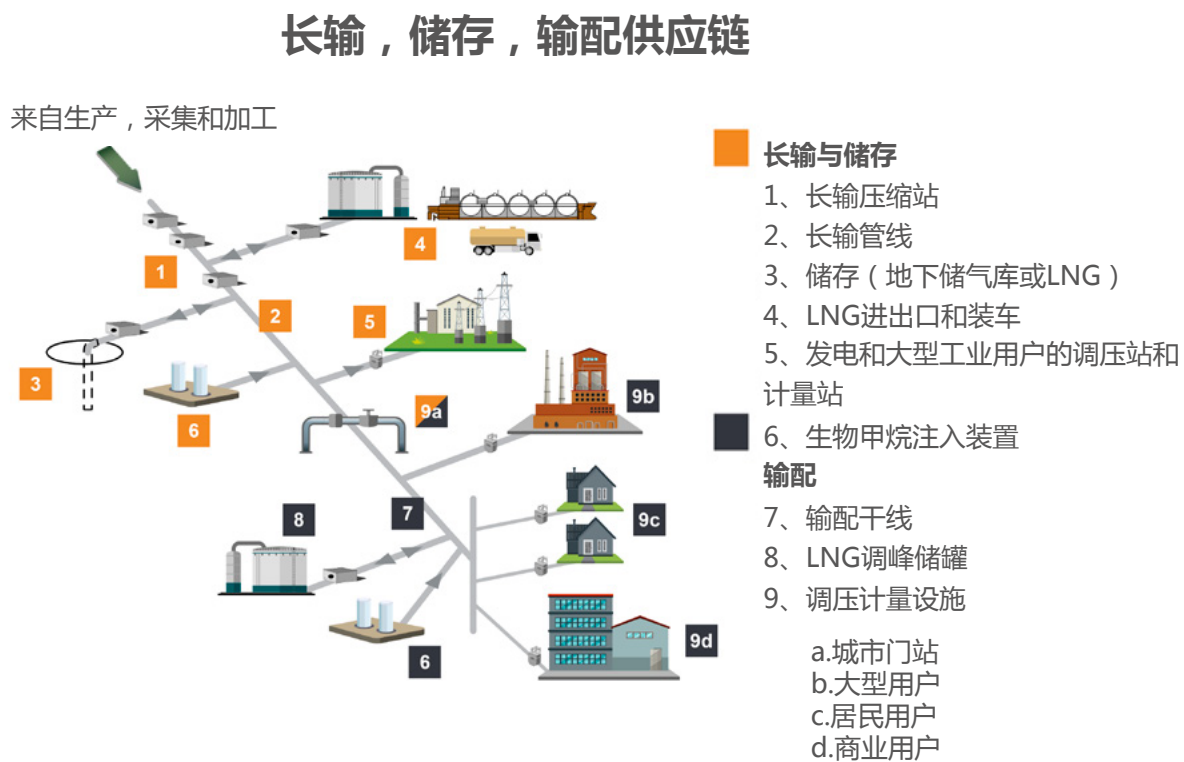 长输，储存，输配供应链
来自生产，采集和加工
1
2
3
4
5
6
9a
9b
7
8
9c
6
9d
长输与储存
1、长输压缩站
2、长输管线
3、储存（地下储气库或LNG）
4、LNG进出口和装车
5、发电和大型工业用户的调压站和
计量站
6、生物甲烷注入装置
输配
7、输配干线
8、LNG调峰储罐
9、调压计量设施
a.城市门站
b.大型用户
c.居民用户
d.商业用户